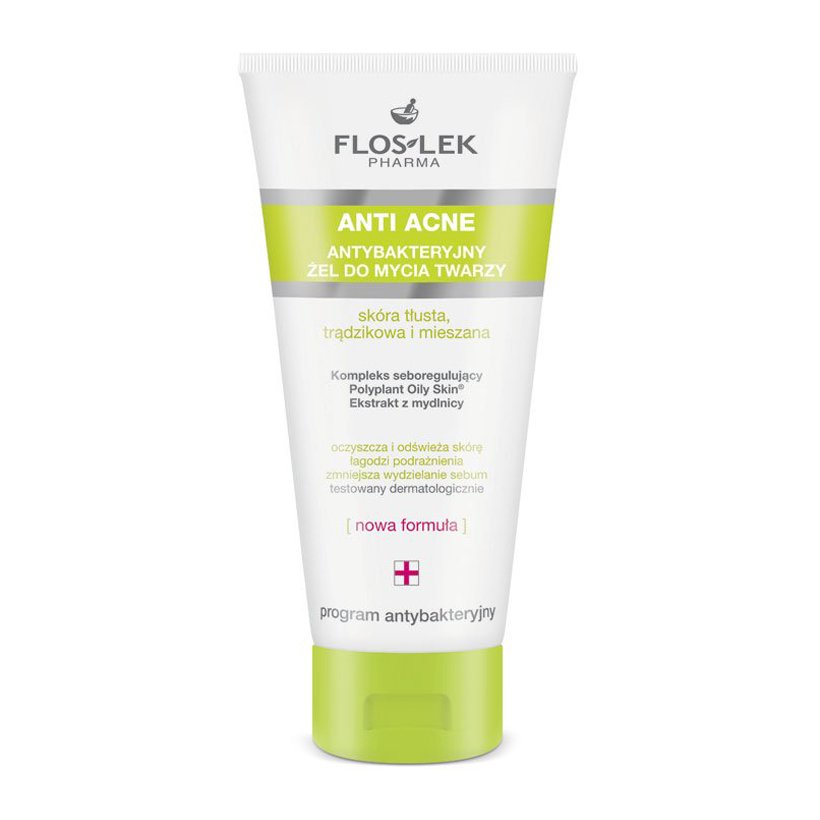 FLOS-LEK
PHARMA
ANTI ACNE
ANTYBAKTERYJNY
ŻEL DO MYCIA TWARZY
skóra tłusta,
trądzikowa i mieszana
Kompleks seboregulujący
Polyplant Oily Skin®
Ekstrakt z mydlnicy
oczyszcza i odświeża skórę
łagodzi podrażnienia
zmniejsza wydzielanie sebum
testowany dermatologicznie
[ nowa formuła ]
program antybakteryjny